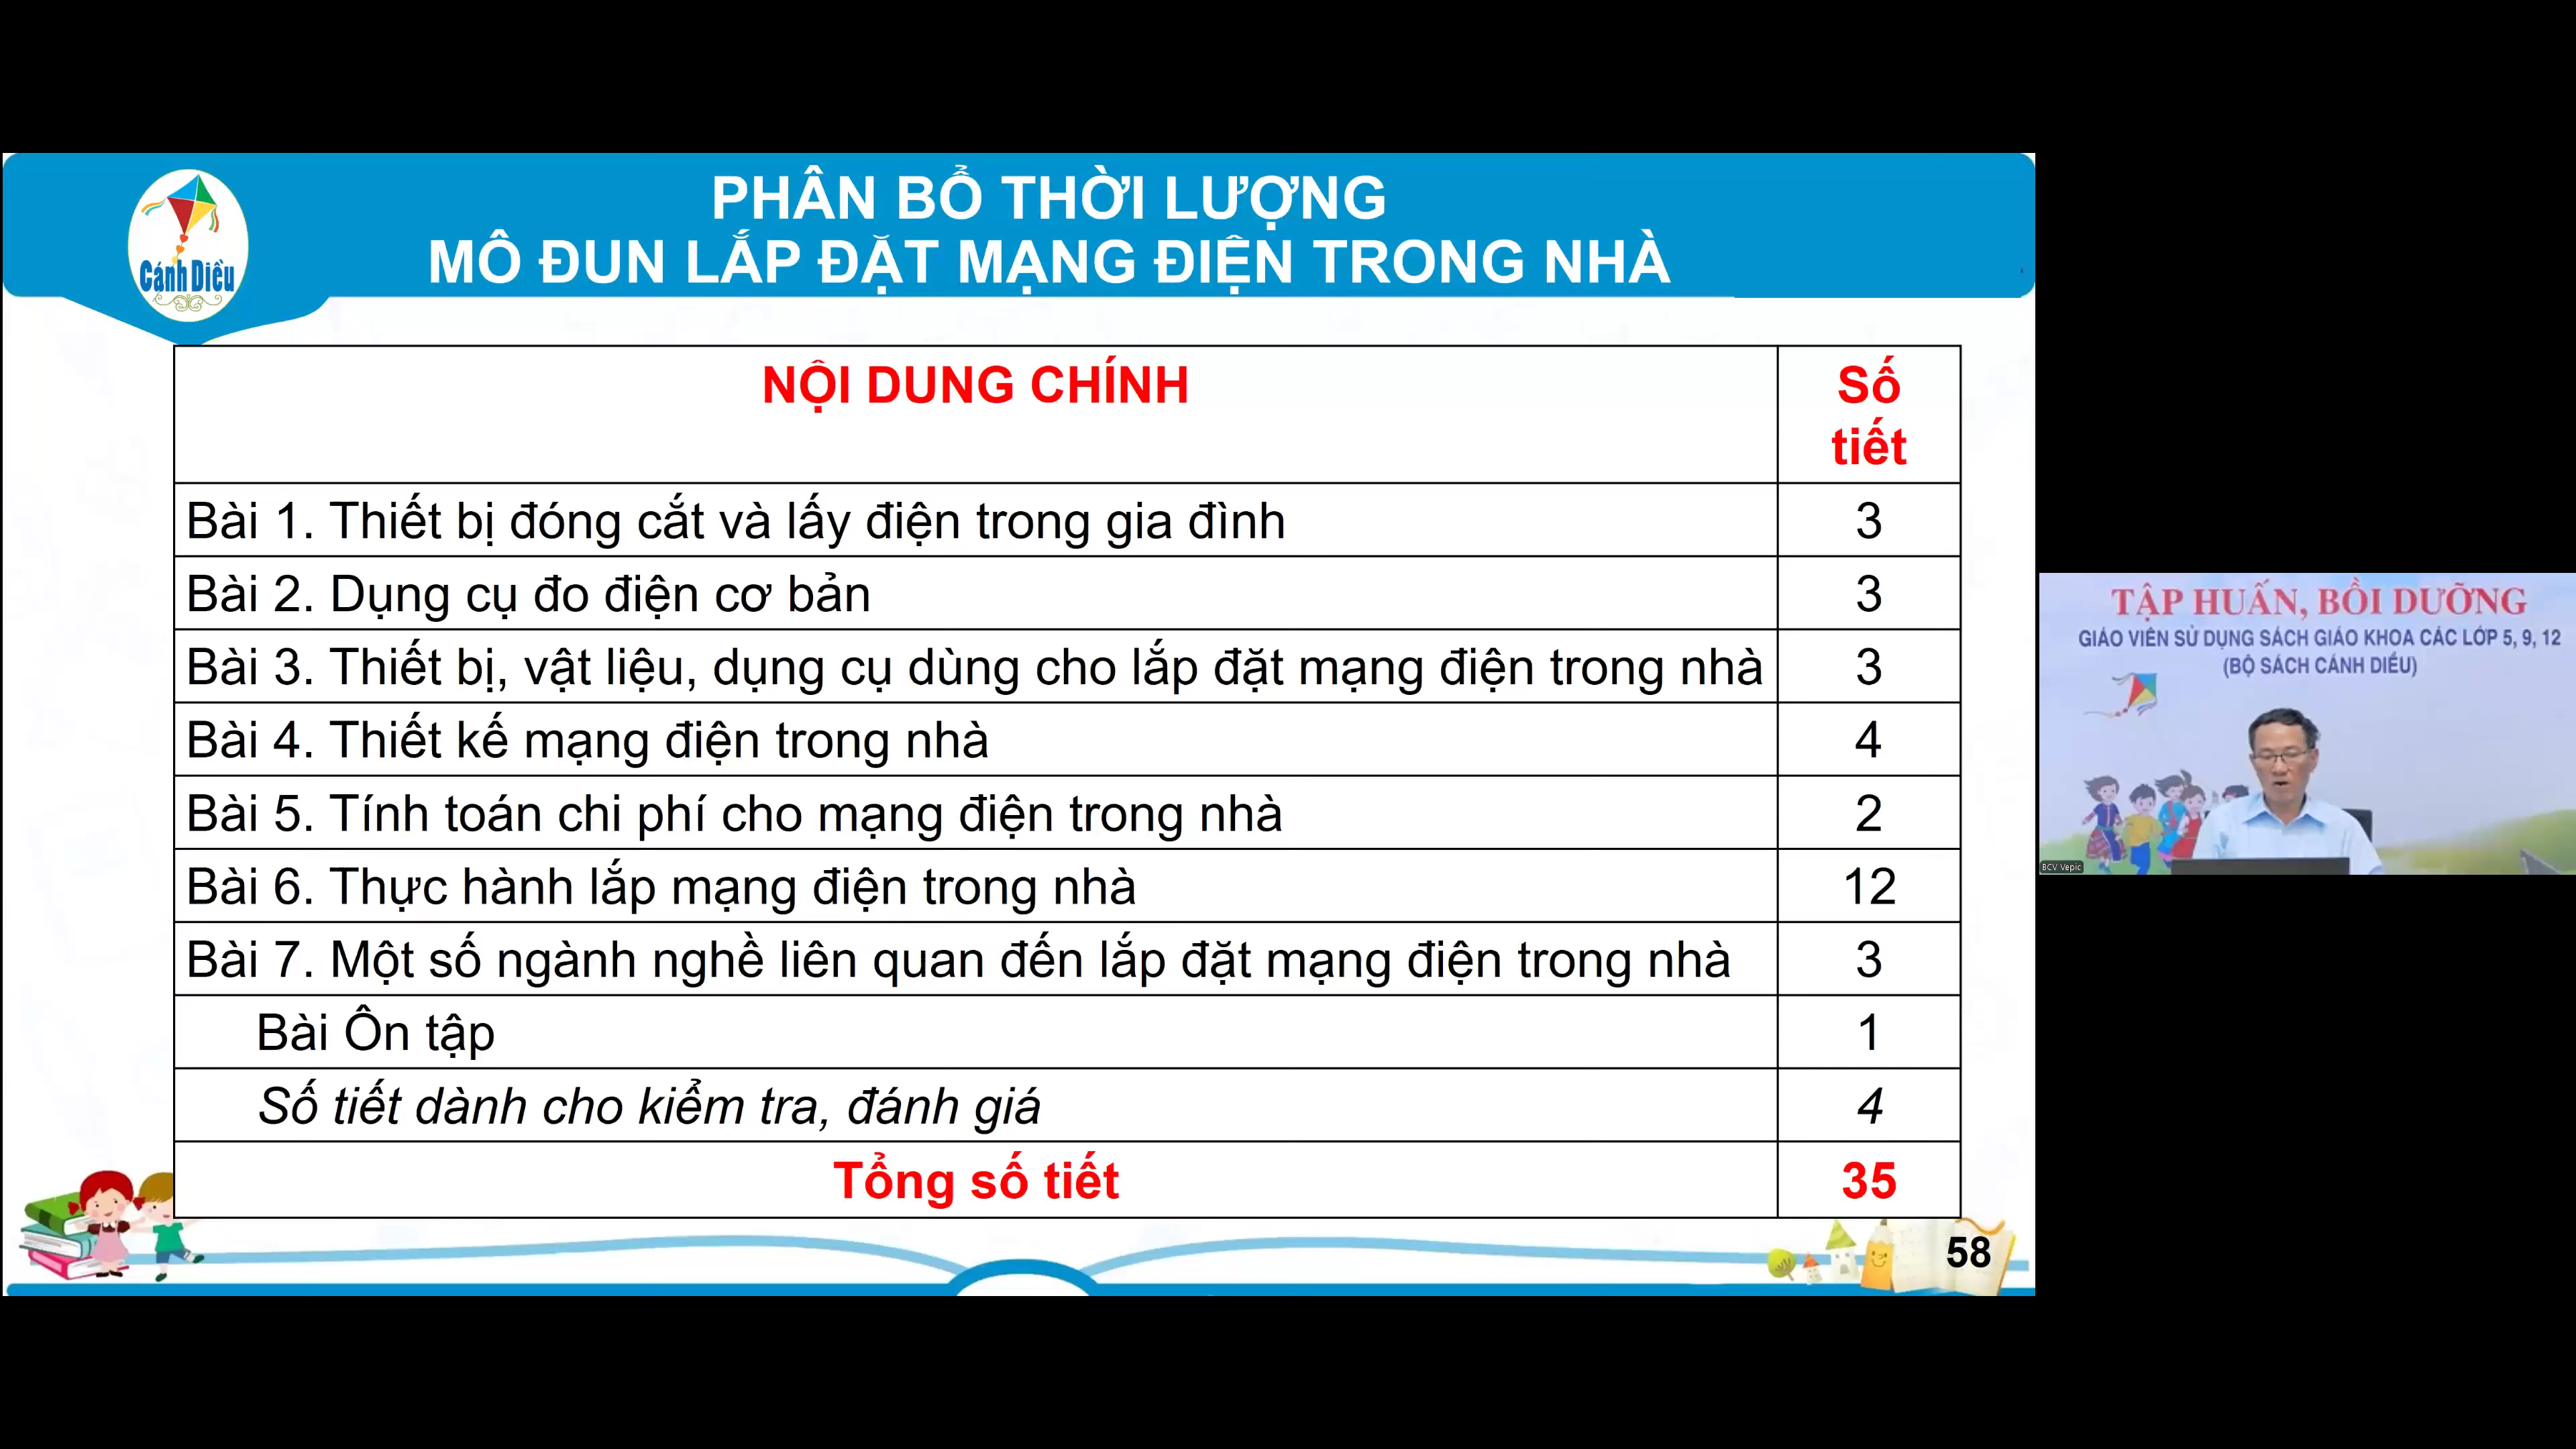 PHÂN BỔ THỜI LƯỢNG
MÔ ĐUN LẮP ĐẶT MẠNG ĐIỆN TRONG NHÀ
Cánh Diều
NỘI DUNG CHÍNH
Số
tiết
Bài 1. Thiết bị đóng cắt và lấy điện trong gia đình 3
Bài 2. Dụng cụ đo điện cơ bản 3
Bài 3. Thiết bị, vật liệu, dụng cụ dùng cho lắp đặt mạng điện trong nhà 3
Bài 4. Thiết kế mạng điện trong nhà 4
Bài 5. Tính toán chi phí cho mạng điện trong nhà 2
Bài 6. Thực hành lắp mạng điện trong nhà 12
Bài 7. Một số ngành nghề liên quan đến lắp đặt mạng điện trong nhà 3
Bài Ôn tập 1
Số tiết dành cho kiểm tra, đánh giá 4
Tổng số tiết 35
58
TẬP HUẤN, BỒI DƯỠNG
GIÁO VIÊN SỬ DỤNG SÁCH GIÁO KHOA CÁC LỚP 5, 9, 12
(BỘ SÁCH CÁNH DIỀU)
BCV Vepic